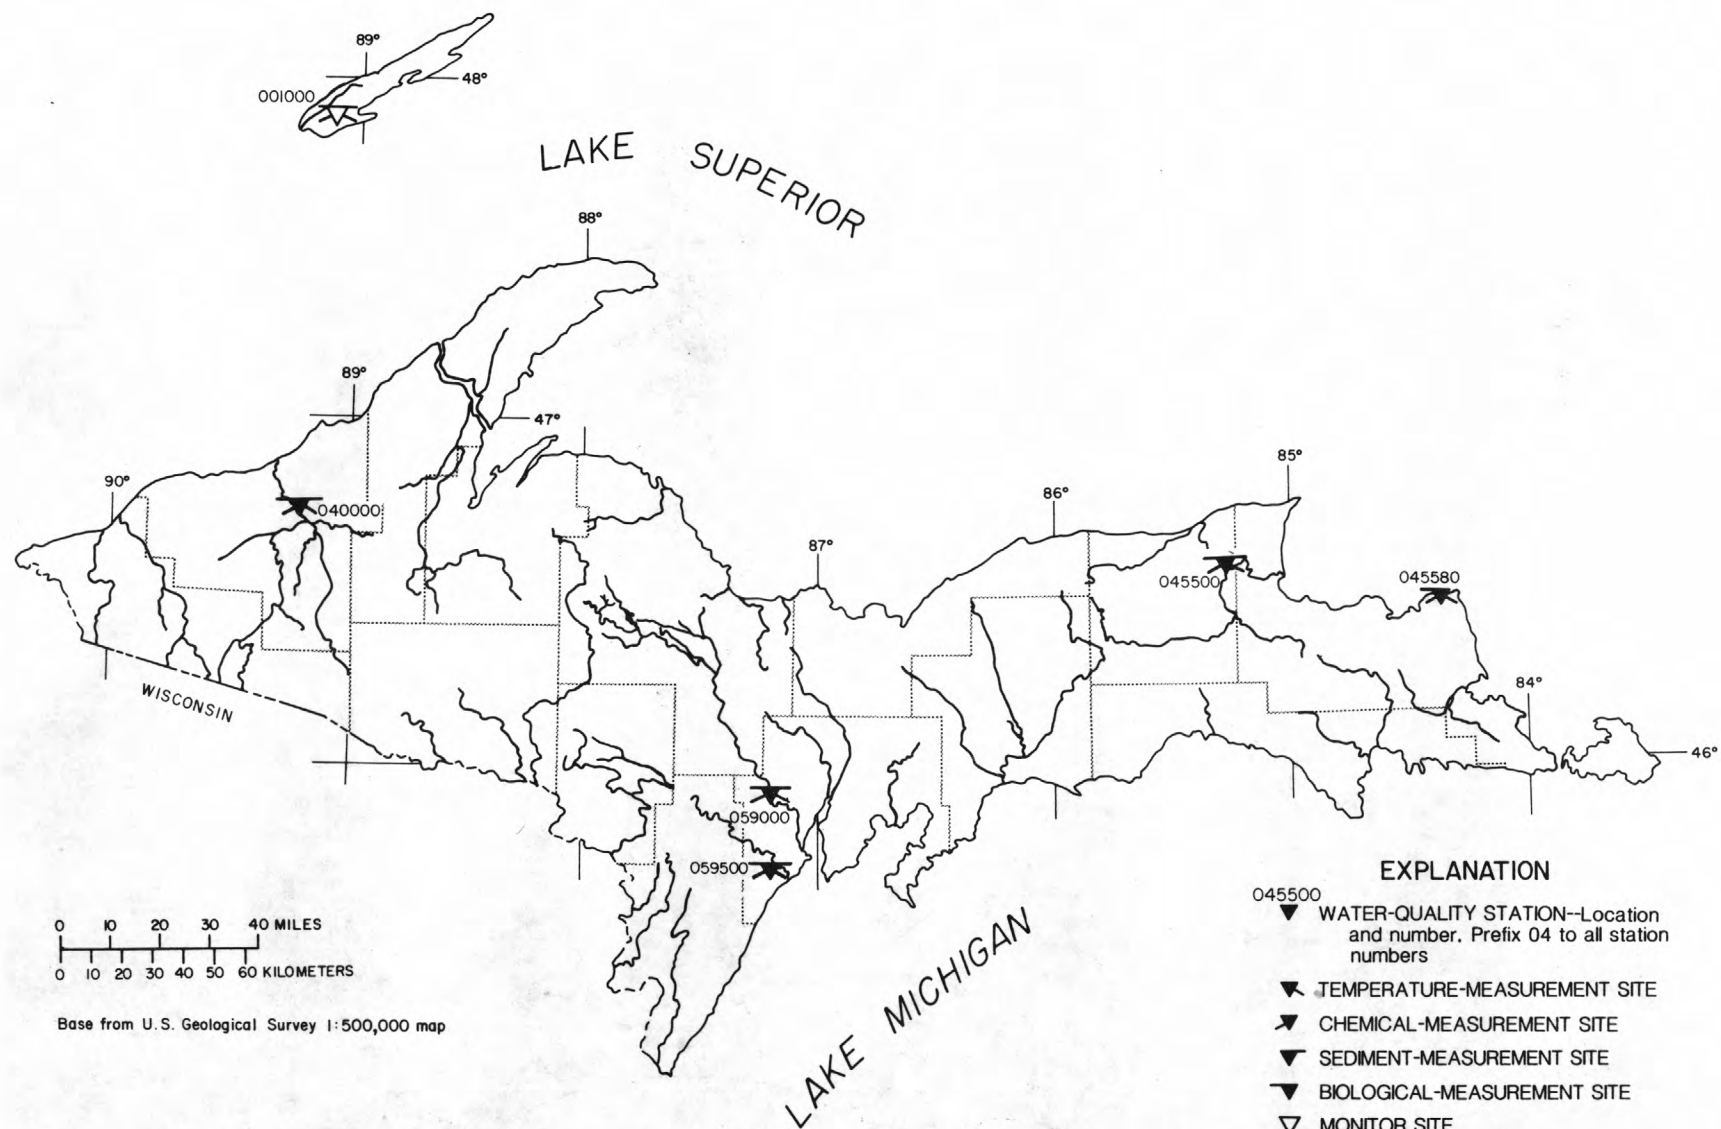 89°
48°
001000
LAKE SUPERIOR
88°
89°
47°
90°
040000
85°
86°
87°
045500
045580
WISCONSIN
84°
46°
059000
059500
0 10 20 30 40 MILES
0 10 20 30 40 50 60 KILOMETERS
Base from U.S. Geological Survey 1:500,000 map
LAKE MICHIGAN
EXPLANATION
045500
WATER-QUALITY STATION--Location
and number. Prefix 04 to all station
numbers
TEMPERATURE-MEASUREMENT SITE
CHEMICAL-MEASUREMENT SITE
SEDIMENT-MEASUREMENT SITE
BIOLOGICAL-MEASUREMENT SITE
MONITOR SITE